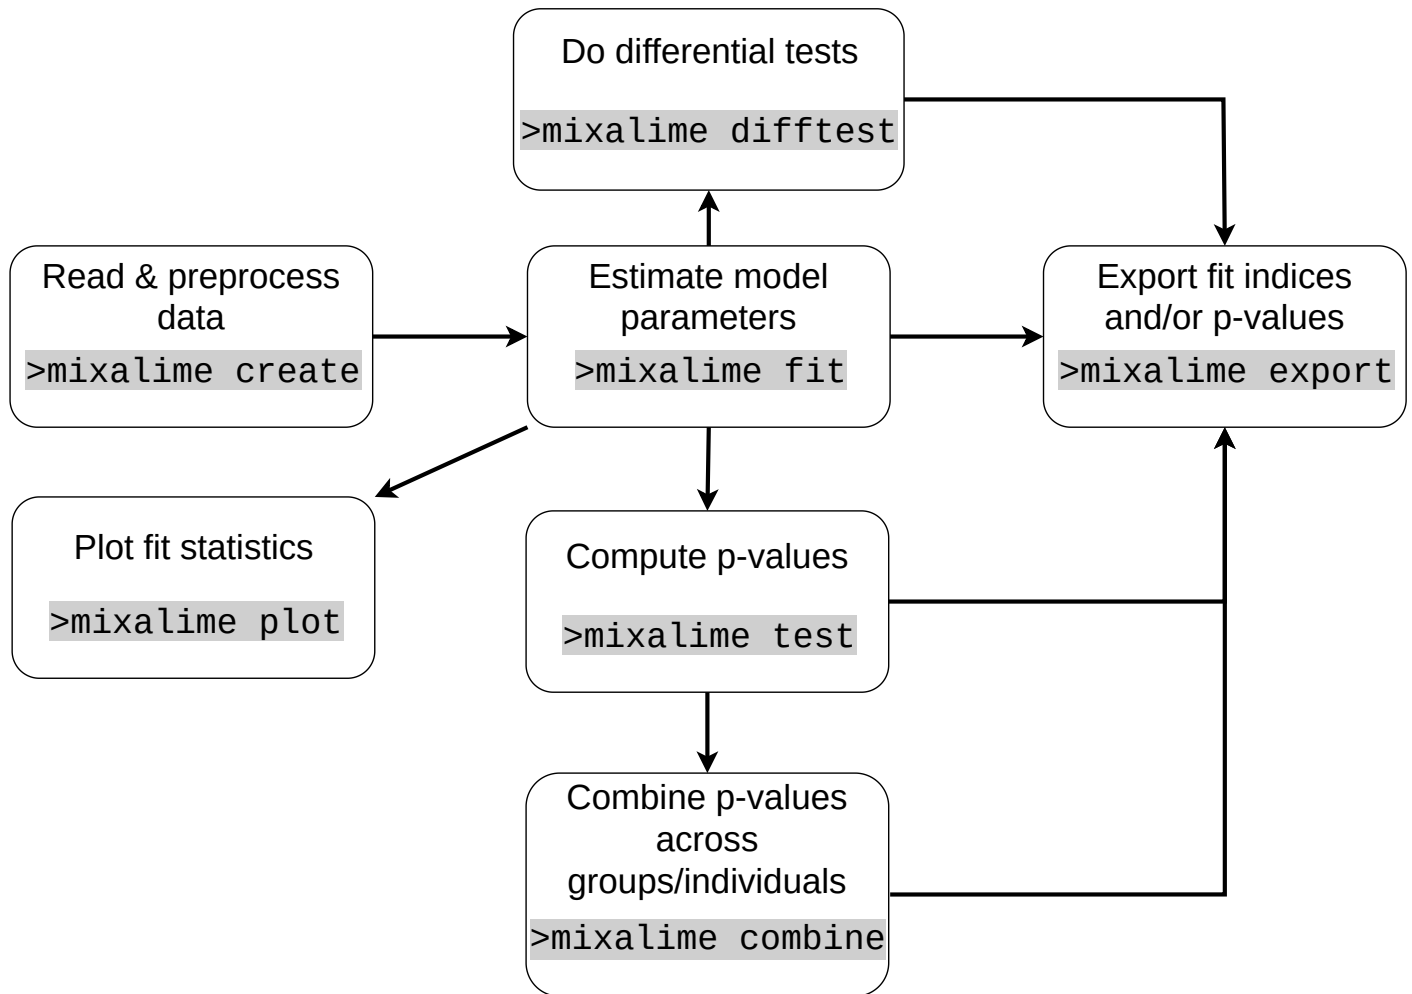 Do differential tests
>mixalime difftest
Read & preprocess
data
>mixalime create
Estimate model
parameters
>mixalime fit
Export fit indices
and/or p-values
>mixalime export
Plot fit statistics
>mixalime plot
Compute p-values
>mixalime test
Combine p-values
across
groups/individuals
>mixalime combine